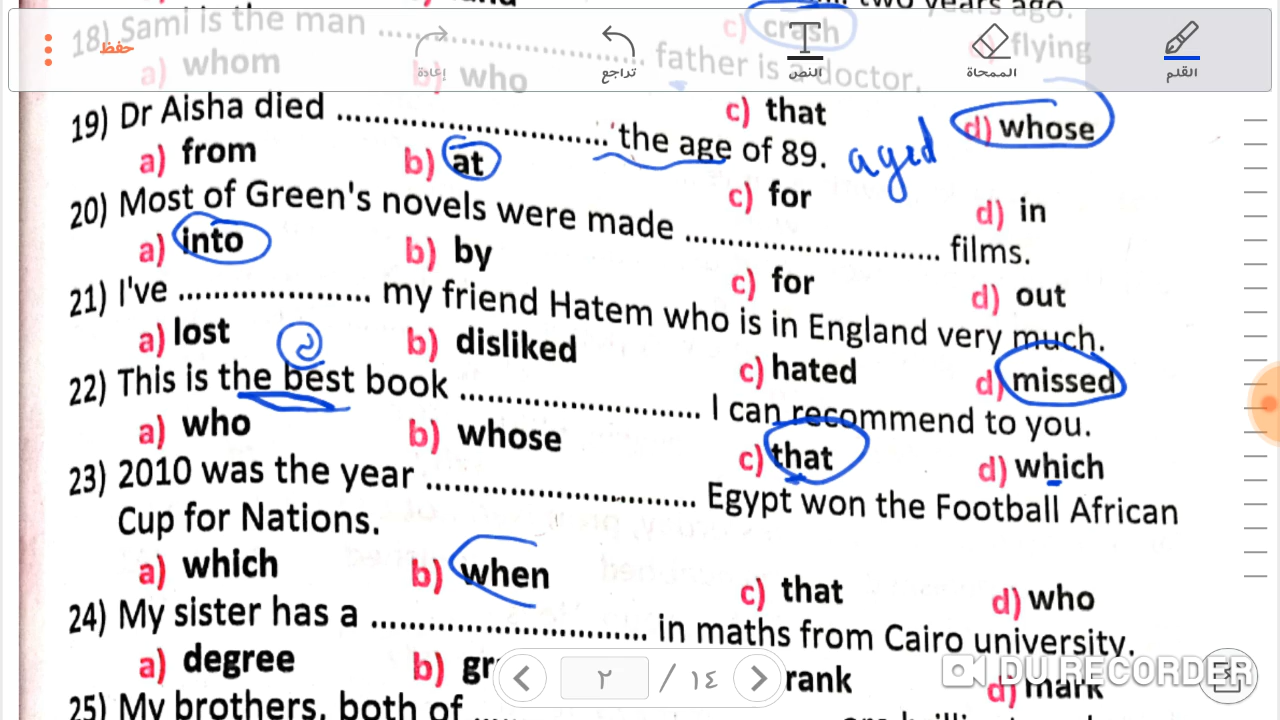 two years ago.
18) Sami is the man ........................ father is a doctor.
c) crash
d) flying
a) whom
b) who
c) that
d) whose
حفظ
إعادة
تراجع
النص
الممحاة
القلم
19) Dr Aisha died ........................ the age of 89. aged
a) from
b) at
c) for
d) in
20) Most of Green's novels were made ........................ films.
a) into
b) by
c) for
d) out
21) I've .................... my friend Hatem who is in England very much.
a) lost
b) disliked
c) hated
d) missed
22) This is the best book ........................ I can recommend to you.
a) who
b) whose
c) that
d) which
23) 2010 was the year ........................ Egypt won the Football African
Cup for Nations.
a) which
b) when
c) that
d) who
24) My sister has a ........................ in maths from Cairo university.
a) degree
b)
rank
d) mark
٢ / ١٤
DU RECORDER
25) My brothers, both of